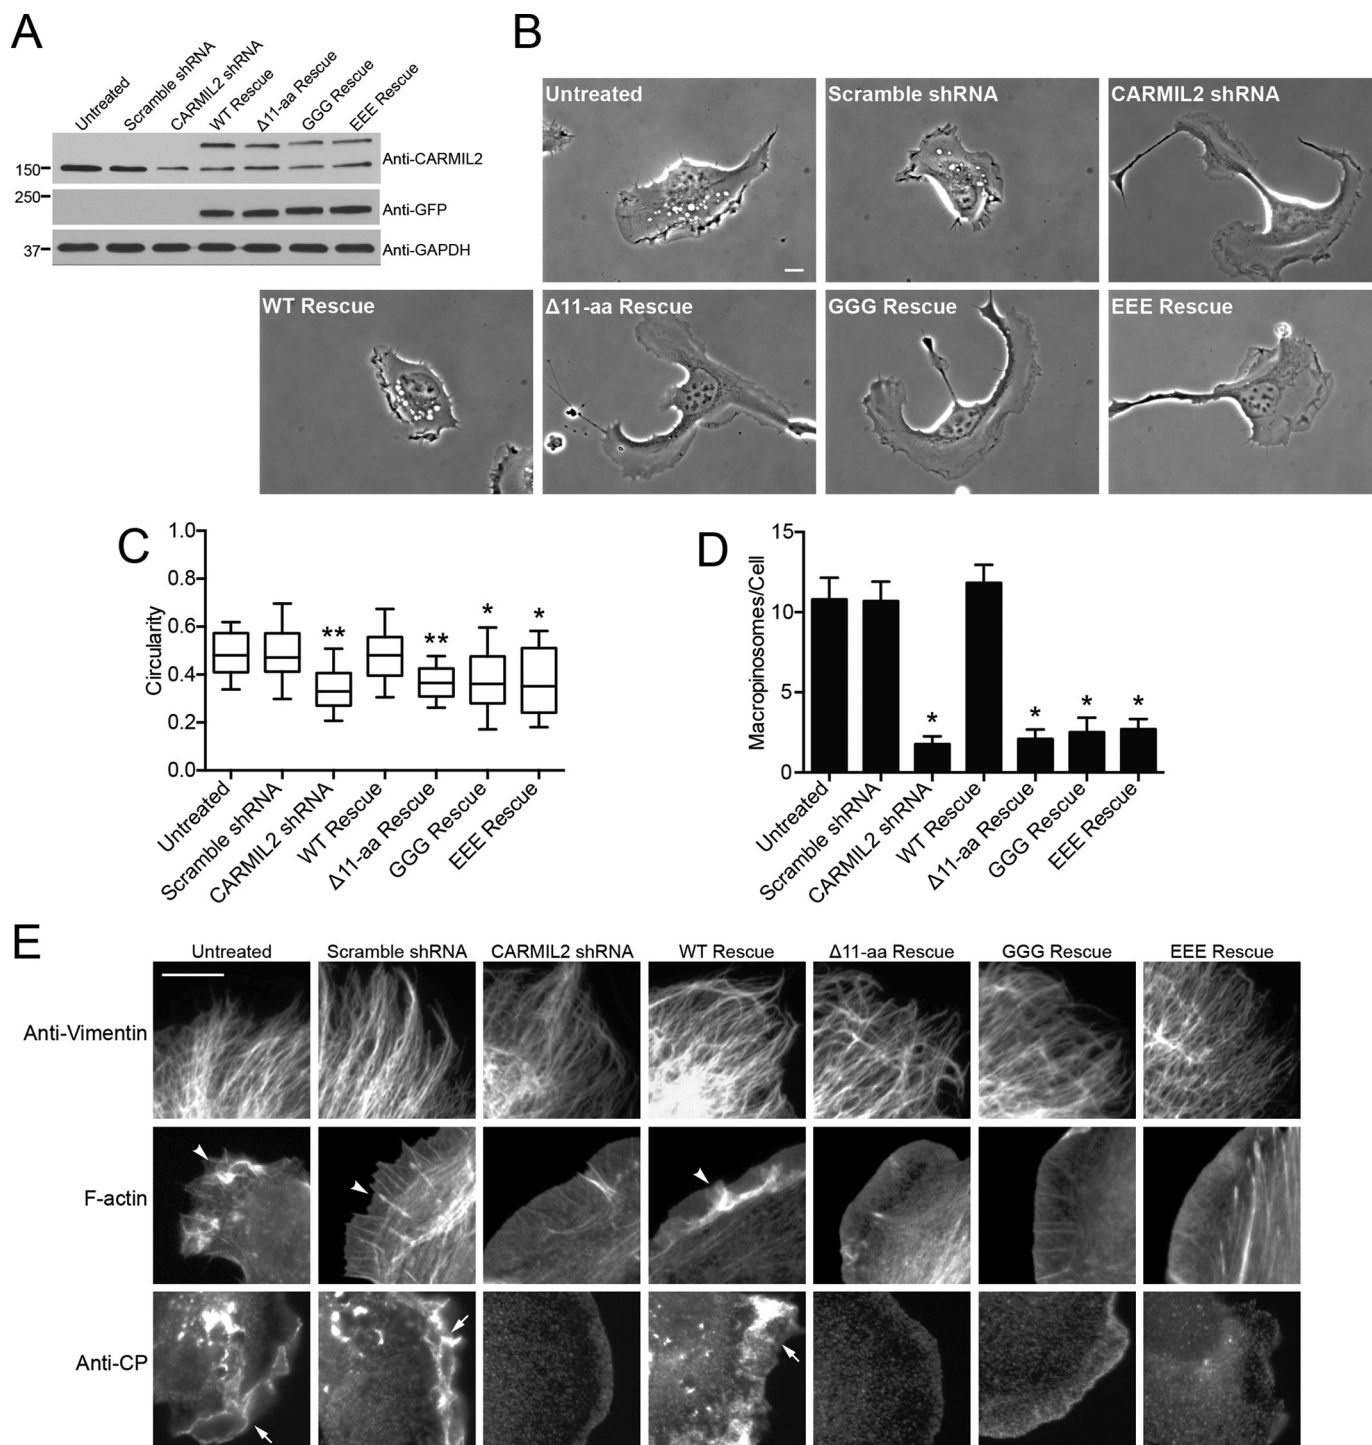 A
Untreated
Scramble shRNA
CARMIL2 shRNA
WT Rescue
Δ11-aa Rescue
GGG Rescue
EEE Rescue
150
Anti-CARMIL2
250
Anti-GFP
37
Anti-GAPDH
B
Untreated
Scramble shRNA
CARMIL2 shRNA
WT Rescue
Δ11-aa Rescue
GGG Rescue
EEE Rescue
C
Circularity
1.0
0.8
0.6
0.4
0.2
0.0
**
**
*
*
Untreated
Scramble shRNA
CARMIL2 shRNA
WT Rescue
Δ11-aa Rescue
GGG Rescue
EEE Rescue
D
Macropinosomes/Cell
15
10
5
0
*
*
*
*
Untreated
Scramble shRNA
CARMIL2 shRNA
WT Rescue
Δ11-aa Rescue
GGG Rescue
EEE Rescue
E
Untreated Scramble shRNA CARMIL2 shRNA WT Rescue Δ11-aa Rescue GGG Rescue EEE Rescue
Anti-Vimentin
F-actin
Anti-CP